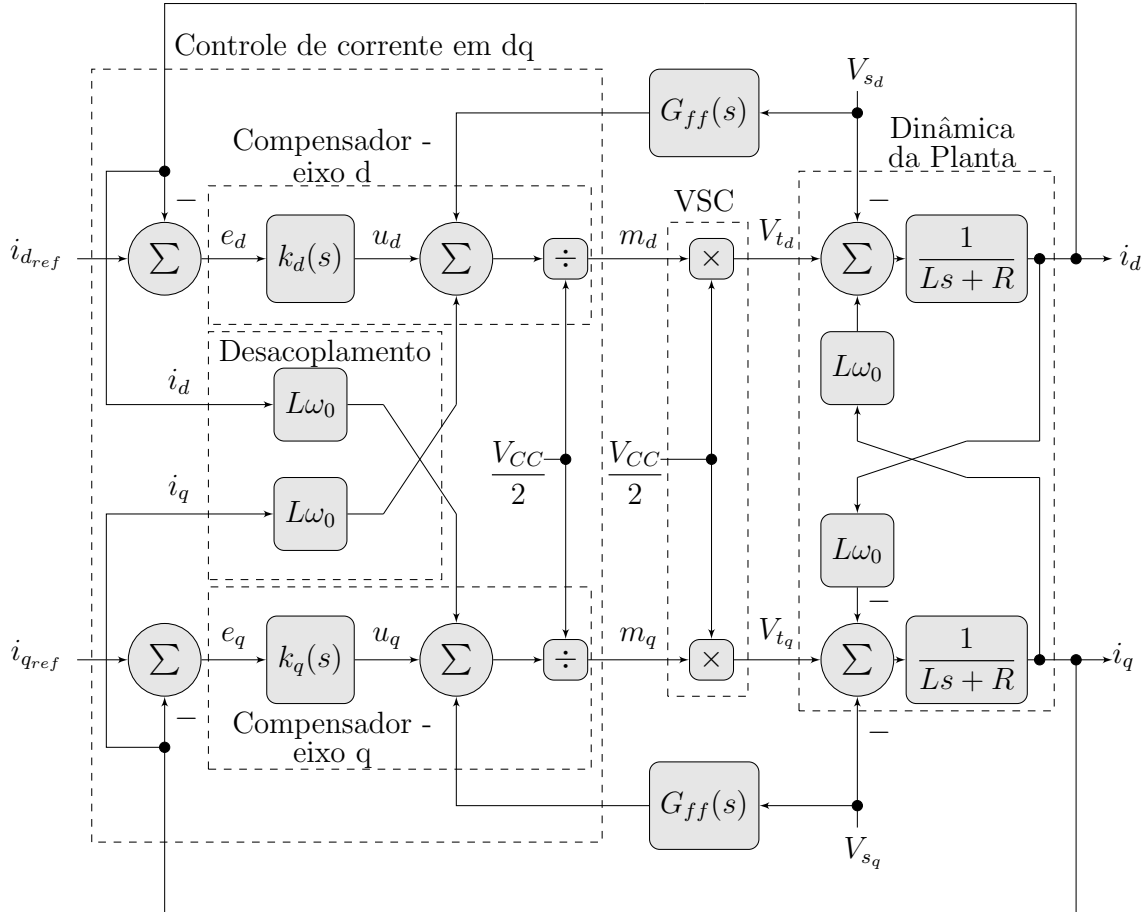 Controle de corrente em dq
V_{s_d}
G_{ff}(s)
Compensador -
eixo d
Dinâmica
da Planta
VSC
−
−
i_{d_{ref}}
Σ
e_d
k_d(s)
u_d
Σ
÷
m_d
×
V_{t_d}
Σ
1
Ls + R
i_d
Desacoplamento
i_d
Lω_0
Lω_0
V_{CC}
2
V_{CC}
2
i_q
Lω_0
Lω_0
−
i_{q_{ref}}
Σ
e_q
k_q(s)
u_q
Σ
÷
m_q
×
V_{t_q}
Σ
1
Ls + R
i_q
−
−
Compensador -
eixo q
G_{ff}(s)
V_{s_q}